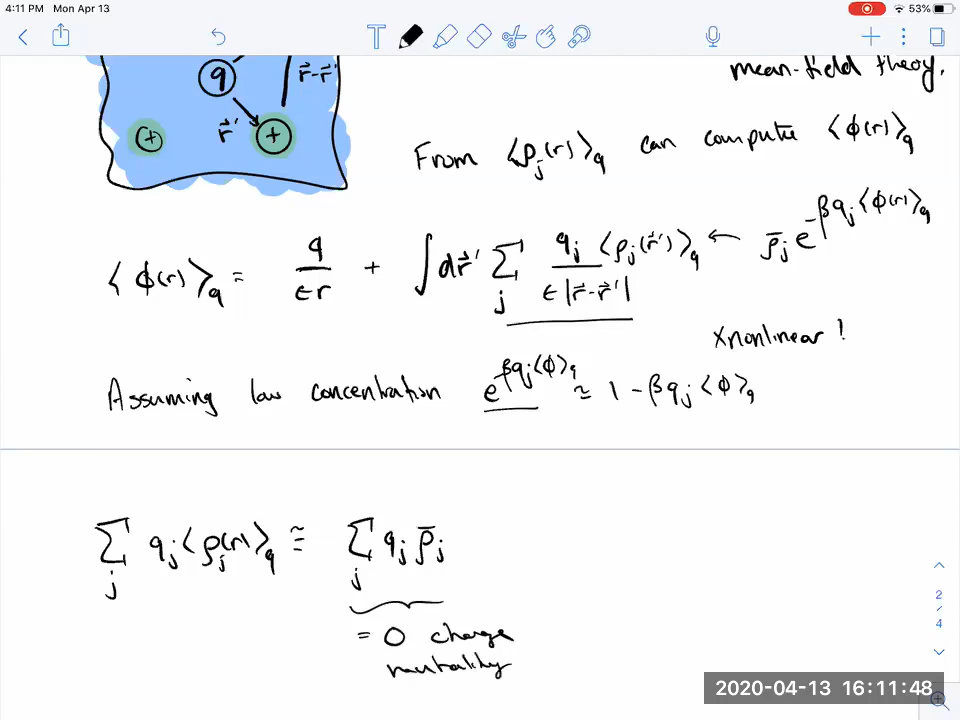 4:11 PM Mon Apr 13
53%
T
q
r⃗-r⃗'
+
r⃗'
+
mean-field theory.
From ⟨ρ_j(r)⟩_q can compute ⟨ϕ(r)⟩_q
⟨ϕ(r)⟩_q = q/(εr) + ∫dr⃗' Σ_j q_j⟨ρ_j(r⃗')⟩_q/(ε|r⃗-r⃗'|) ← ρ̄_j e^{-βq_j⟨ϕ(r)⟩_q}
nonlinear!
Assuming low concentration e^{βq_j⟨ϕ⟩_q} ≃ 1 - βq_j⟨ϕ⟩_q
Σ_j q_j⟨ρ_j(r)⟩_q ≅ Σ_j q_j ρ̄_j
= 0 charge
neutrality
2
/
4
2020-04-13 16:11:48